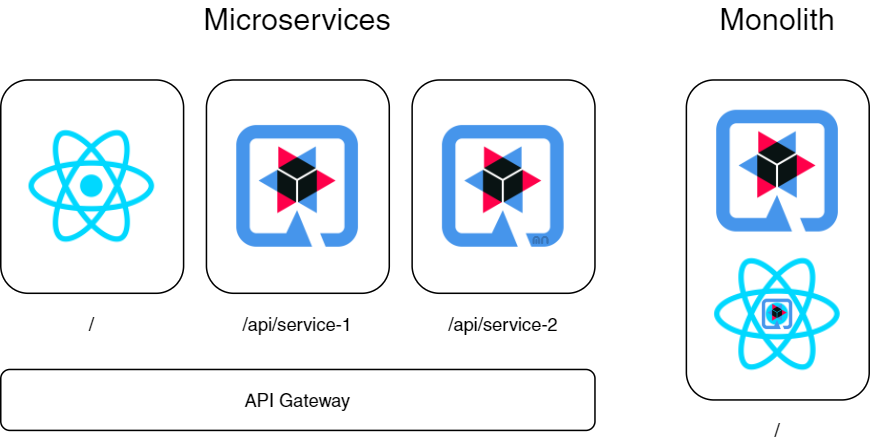 Microservices
Monolith
/
/api/service-1
/api/service-2
API Gateway
/